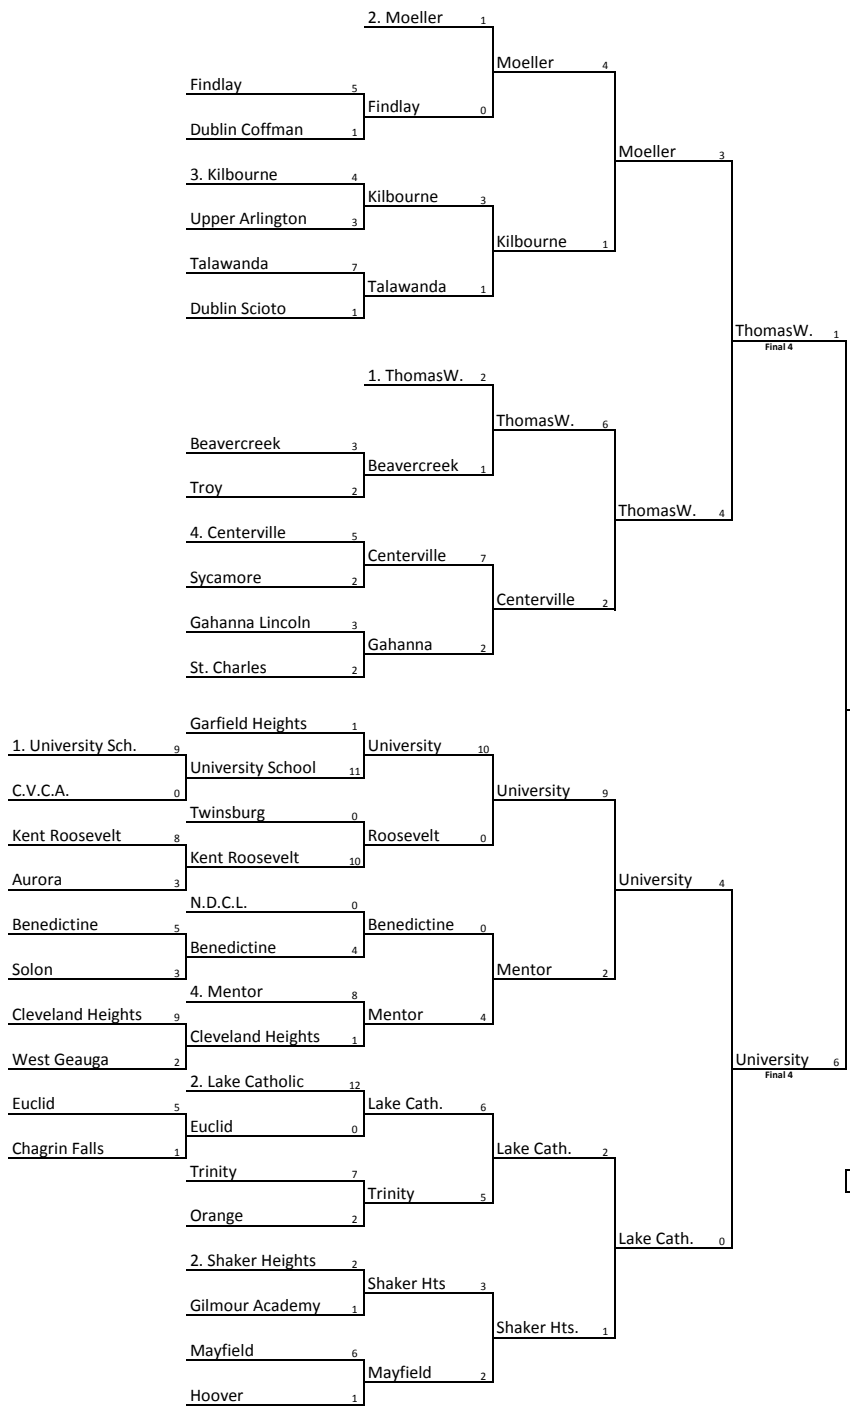 2. Moeller 1
Moeller 4
Findlay 5
Findlay 0
Dublin Coffman 1
Moeller 3
3. Kilbourne 4
Kilbourne 3
Upper Arlington 3
Kilbourne 1
Talawanda 7
Talawanda 1
Dublin Scioto 1
ThomasW. 1
Final 4
1. ThomasW. 2
ThomasW. 6
Beavercreek 3
Beavercreek 1
Troy 2
ThomasW. 4
4. Centerville 5
Centerville 7
Sycamore 2
Centerville 2
Gahanna Lincoln 3
Gahanna 2
St. Charles 2
Garfield Heights 1
1. University Sch. 9 University 10
University School 11
C.V.C.A. 0 University 9
Twinsburg 0
Kent Roosevelt 8 Roosevelt 0
Kent Roosevelt 10
Aurora 3 University 4
N.D.C.L. 0
Benedictine 5 Benedictine 0
Benedictine 4
Solon 3 Mentor 2
4. Mentor 8
Cleveland Heights 9 Mentor 4
Cleveland Heights 1
West Geauga 2 University 6
Final 4
2. Lake Catholic 12
Euclid 5 Lake Cath. 6
Euclid 0
Chagrin Falls 1 Lake Cath. 2
Trinity 7
Trinity 5
Orange 2
Lake Cath. 0
2. Shaker Heights 2
Shaker Hts 3
Gilmour Academy 1
Shaker Hts. 1
Mayfield 6
Mayfield 2
Hoover 1